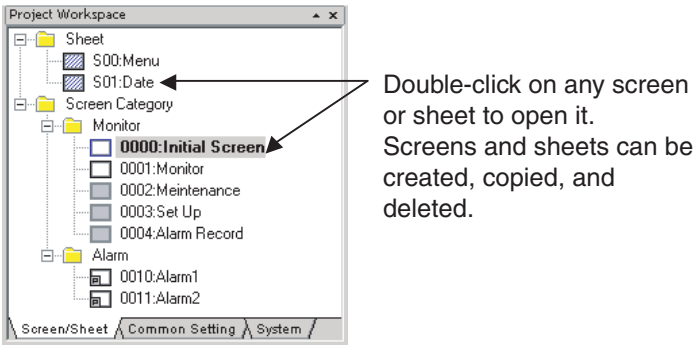 Project Workspace
Sheet
S00:Menu
S01:Date
Screen Category
Monitor
0000:Initial Screen
0001:Monitor
0002:Meintenance
0003:Set Up
0004:Alarm Record
Alarm
0010:Alarm1
0011:Alarm2
Screen/Sheet Common Setting System
Double-click on any screen
or sheet to open it.
Screens and sheets can be
created, copied, and
deleted.